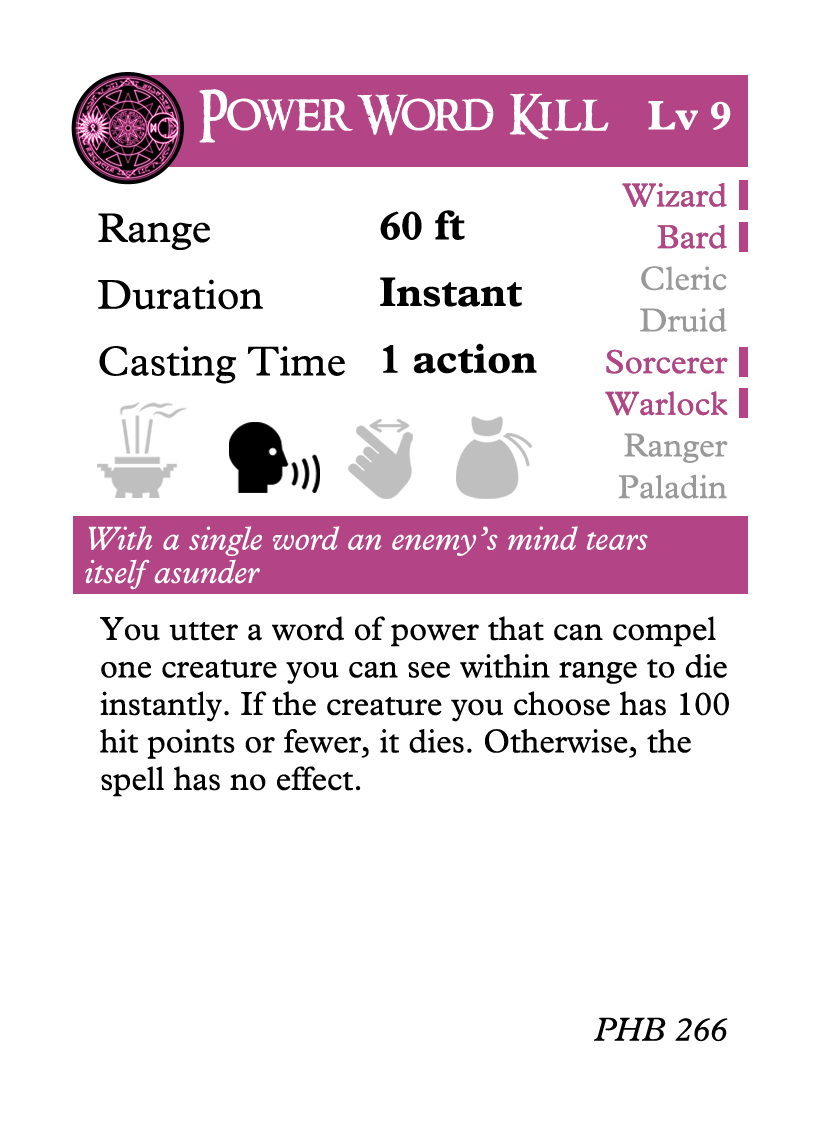 Power Word Kill Lv 9
Wizard
Bard
Cleric
Druid
Sorcerer
Warlock
Ranger
Paladin
Range 60 ft
Duration Instant
Casting Time 1 action
With a single word an enemy's mind tears
itself asunder
You utter a word of power that can compel
one creature you can see within range to die
instantly. If the creature you choose has 100
hit points or fewer, it dies. Otherwise, the
spell has no effect.
PHB 266